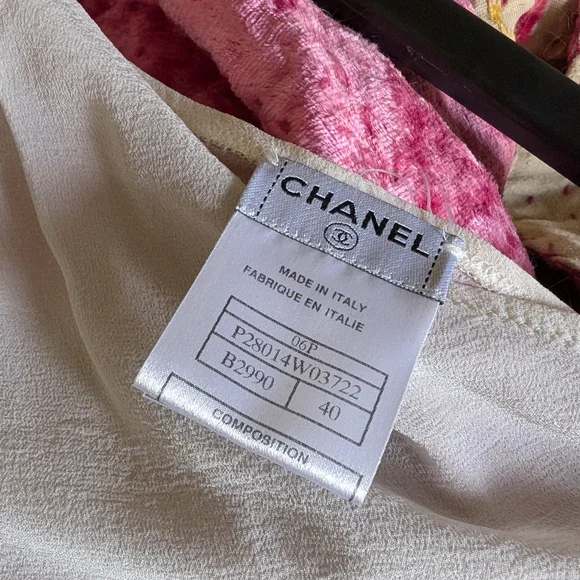 CHANEL
MADE IN ITALY
FABRIQUE EN ITALIE
06P
P28014W03722
B2990 40
COMPOSITION